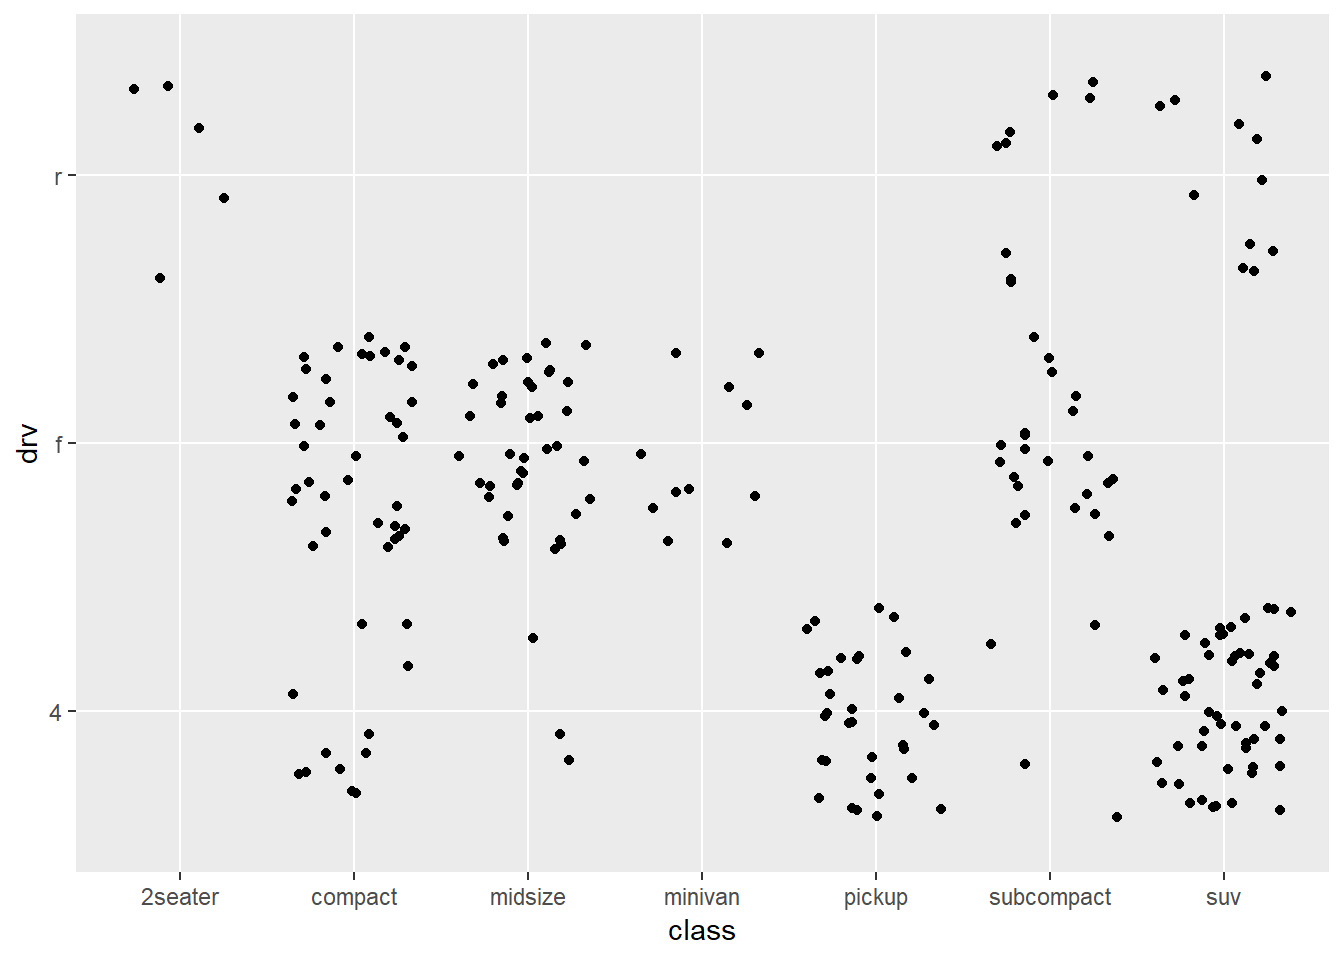 drv
r
f
4
2seater compact midsize minivan pickup subcompact suv
class